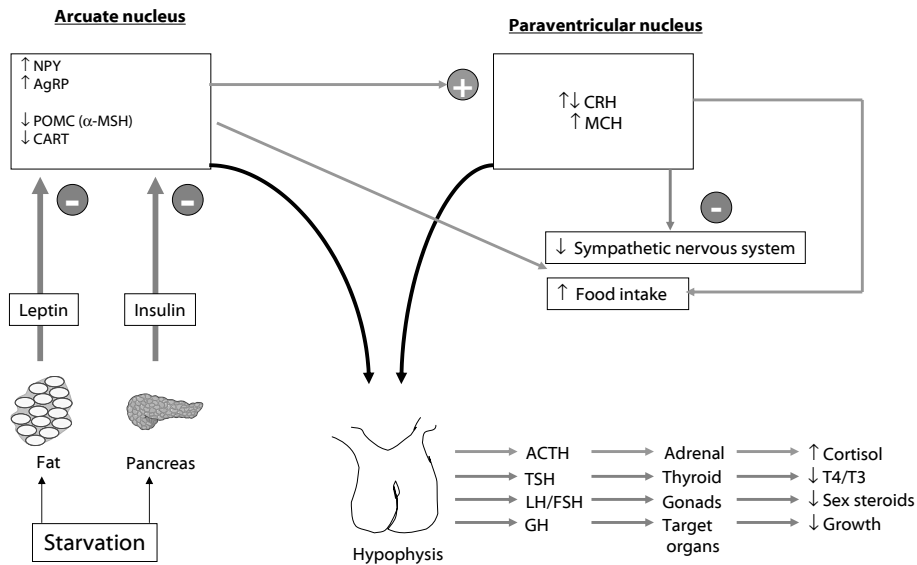 Arcuate nucleus
Paraventricular nucleus
↑ NPY
↑ AgRP
↓ POMC (α-MSH)
↓ CART
+
↑↓ CRH
↑ MCH
-
-
-
↓ Sympathetic nervous system
↑ Food intake
Leptin
Insulin
Fat
Pancreas
Starvation
Hypophysis
ACTH Adrenal ↑ Cortisol
TSH Thyroid ↓ T4/T3
LH/FSH Gonads ↓ Sex steroids
GH Target ↓ Growth
organs